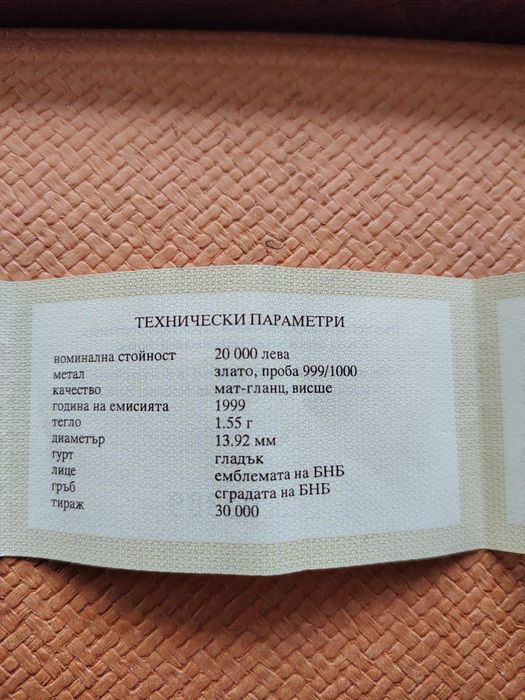 ТЕХНИЧЕСКИ ПАРАМЕТРИ
номинална стойност 20 000 лева
метал злато, проба 999/1000
качество мат-гланц, висше
година на емисията 1999
тегло 1.55 г
диаметър 13.92 мм
гурт гладък
лице емблемата на БНБ
гръб сградата на БНБ
тираж 30 000